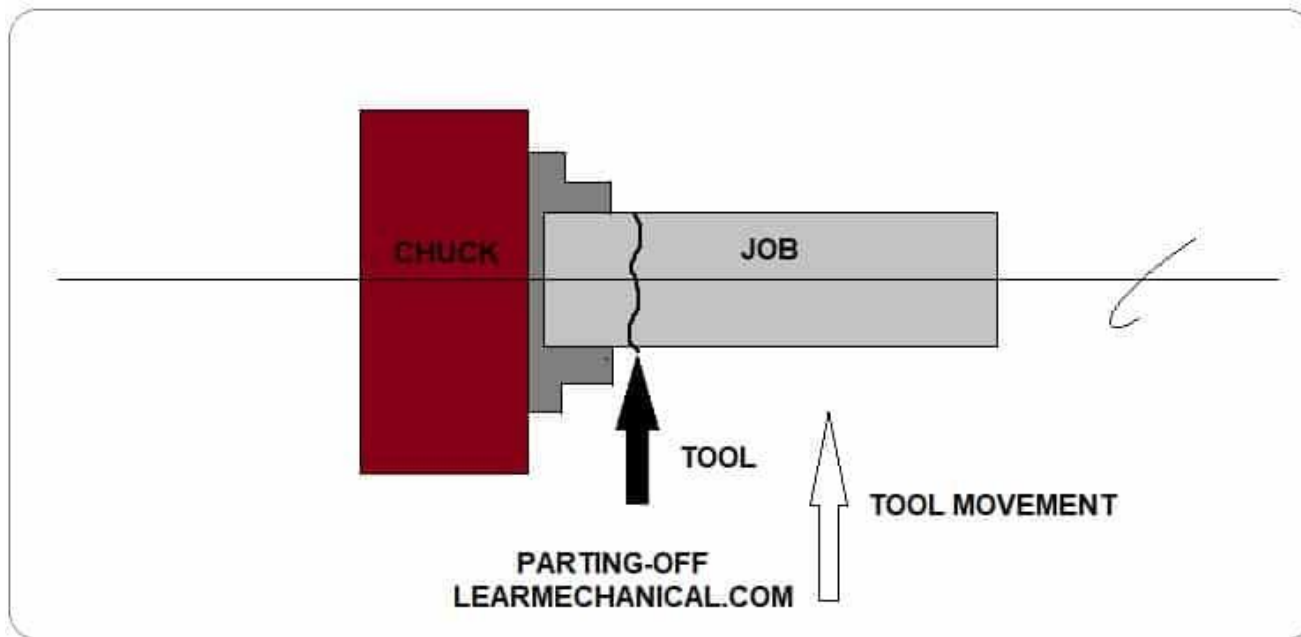 CHUCK
JOB
TOOL
TOOL MOVEMENT
PARTING-OFF
LEARMECHANICAL.COM